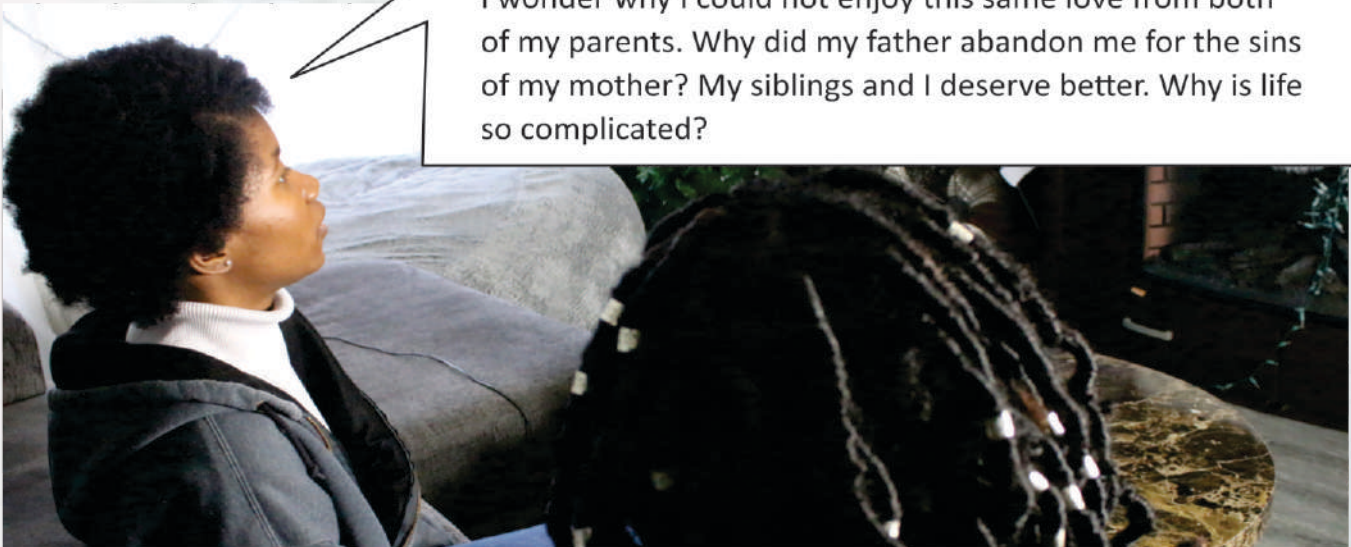 I wonder why I could not enjoy this same love from both
of my parents. Why did my father abandon me for the sins
of my mother? My siblings and I deserve better. Why is life
so complicated?